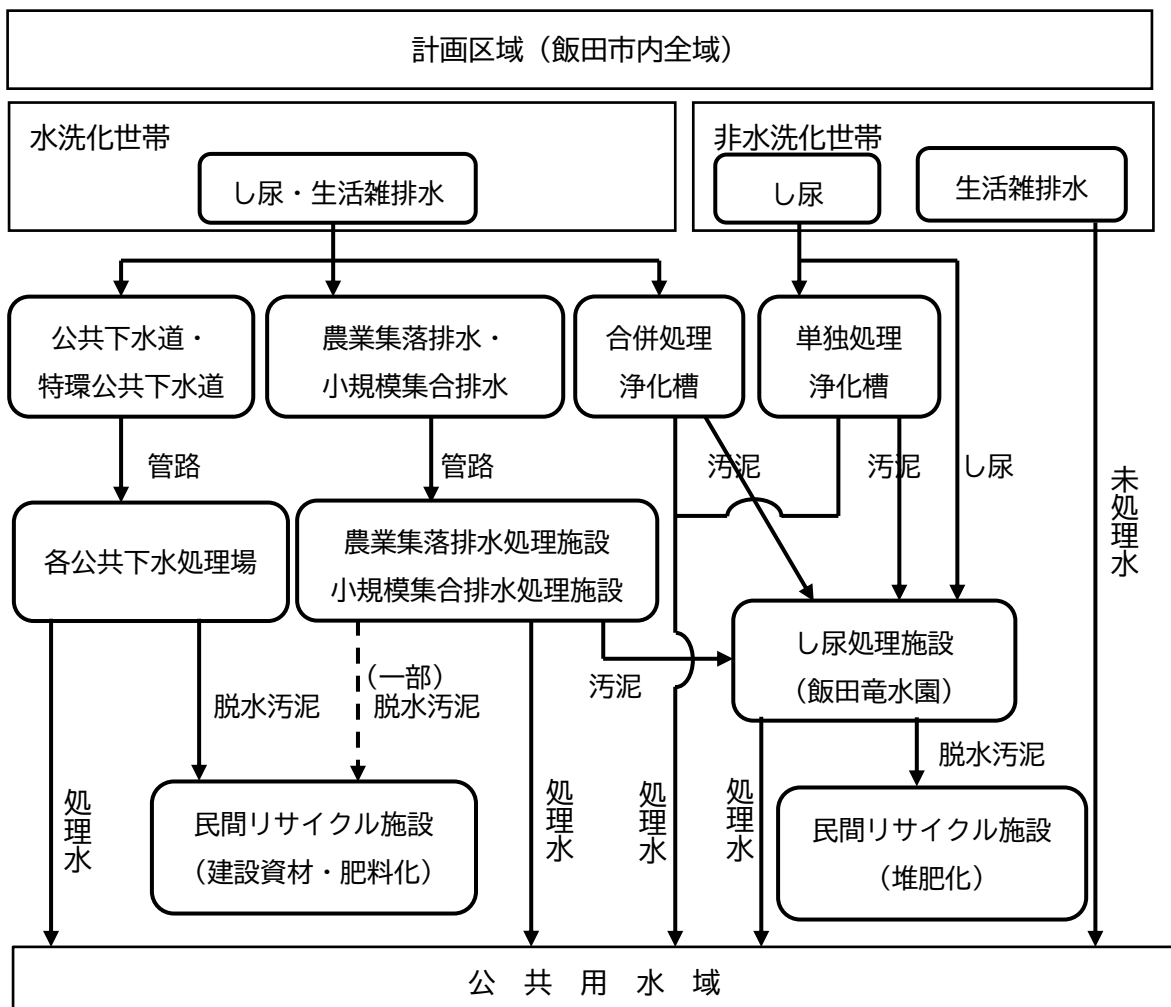 計画区域（飯田市内全域）
水洗化世帯
し尿・生活雑排水
非水洗化世帯
し尿
生活雑排水
公共下水道・
特環公共下水道
農業集落排水・
小規模集合排水
合併処理
浄化槽
単独処理
浄化槽
管路
管路
汚泥
汚泥
し尿
未処理水
各公共下水処理場
農業集落排水処理施設
小規模集合排水処理施設
し尿処理施設
（飯田竜水園）
脱水汚泥
（一部）
脱水汚泥
汚泥
脱水汚泥
処理水
民間リサイクル施設
（建設資材・肥料化）
処理水
処理水
処理水
民間リサイクル施設
（堆肥化）
公　共　用　水　域